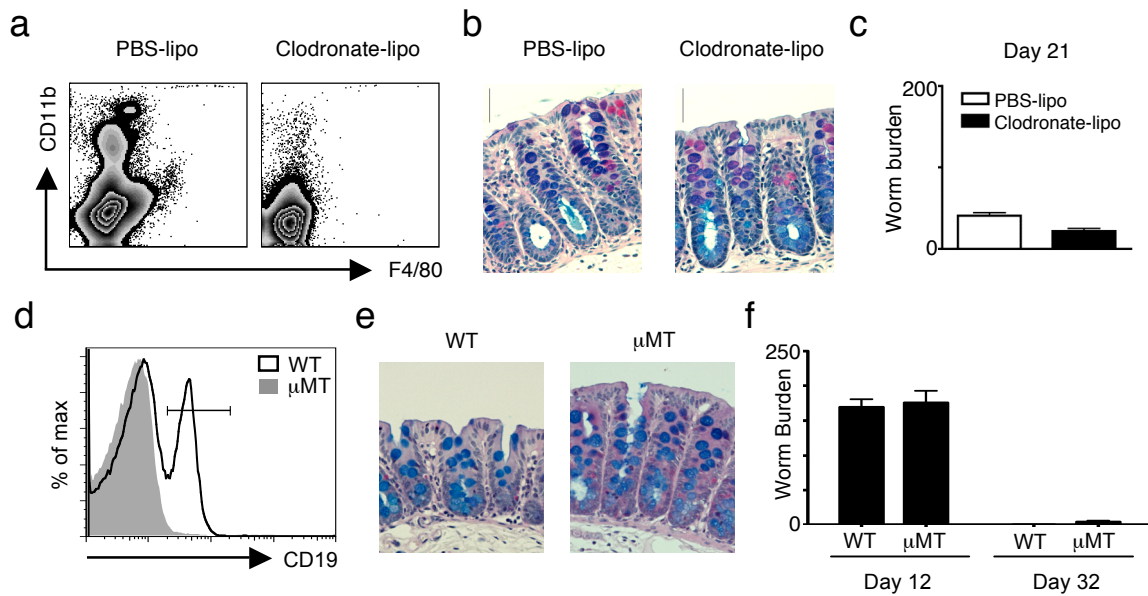 a
PBS-lipo
Clodronate-lipo
CD11b
F4/80
b
PBS-lipo
Clodronate-lipo
c
Day 21
200
PBS-lipo
Clodronate-lipo
Worm burden
0
d
WT
μMT
% of max
CD19
e
WT
μMT
f
250
Worm Burden
0
WT
μMT
WT
μMT
Day 12
Day 32